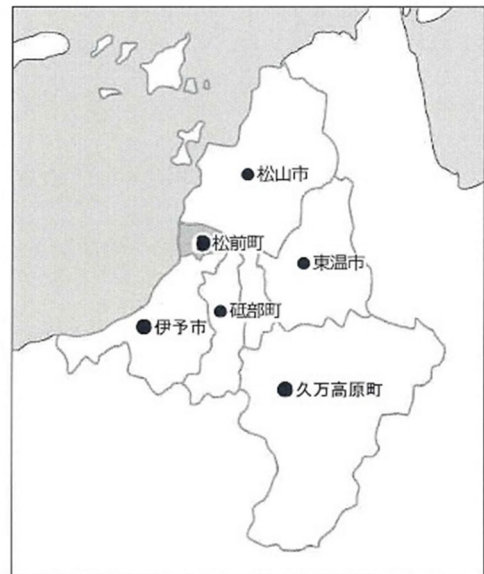 松山市
松前町
東温市
砥部町
伊予市
久万高原町